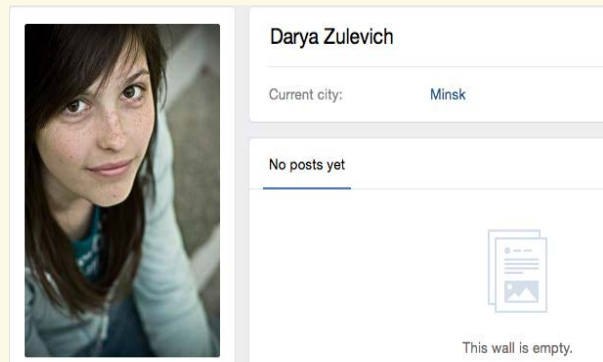 Darya Zulevich
Current city: Minsk
No posts yet
This wall is empty.